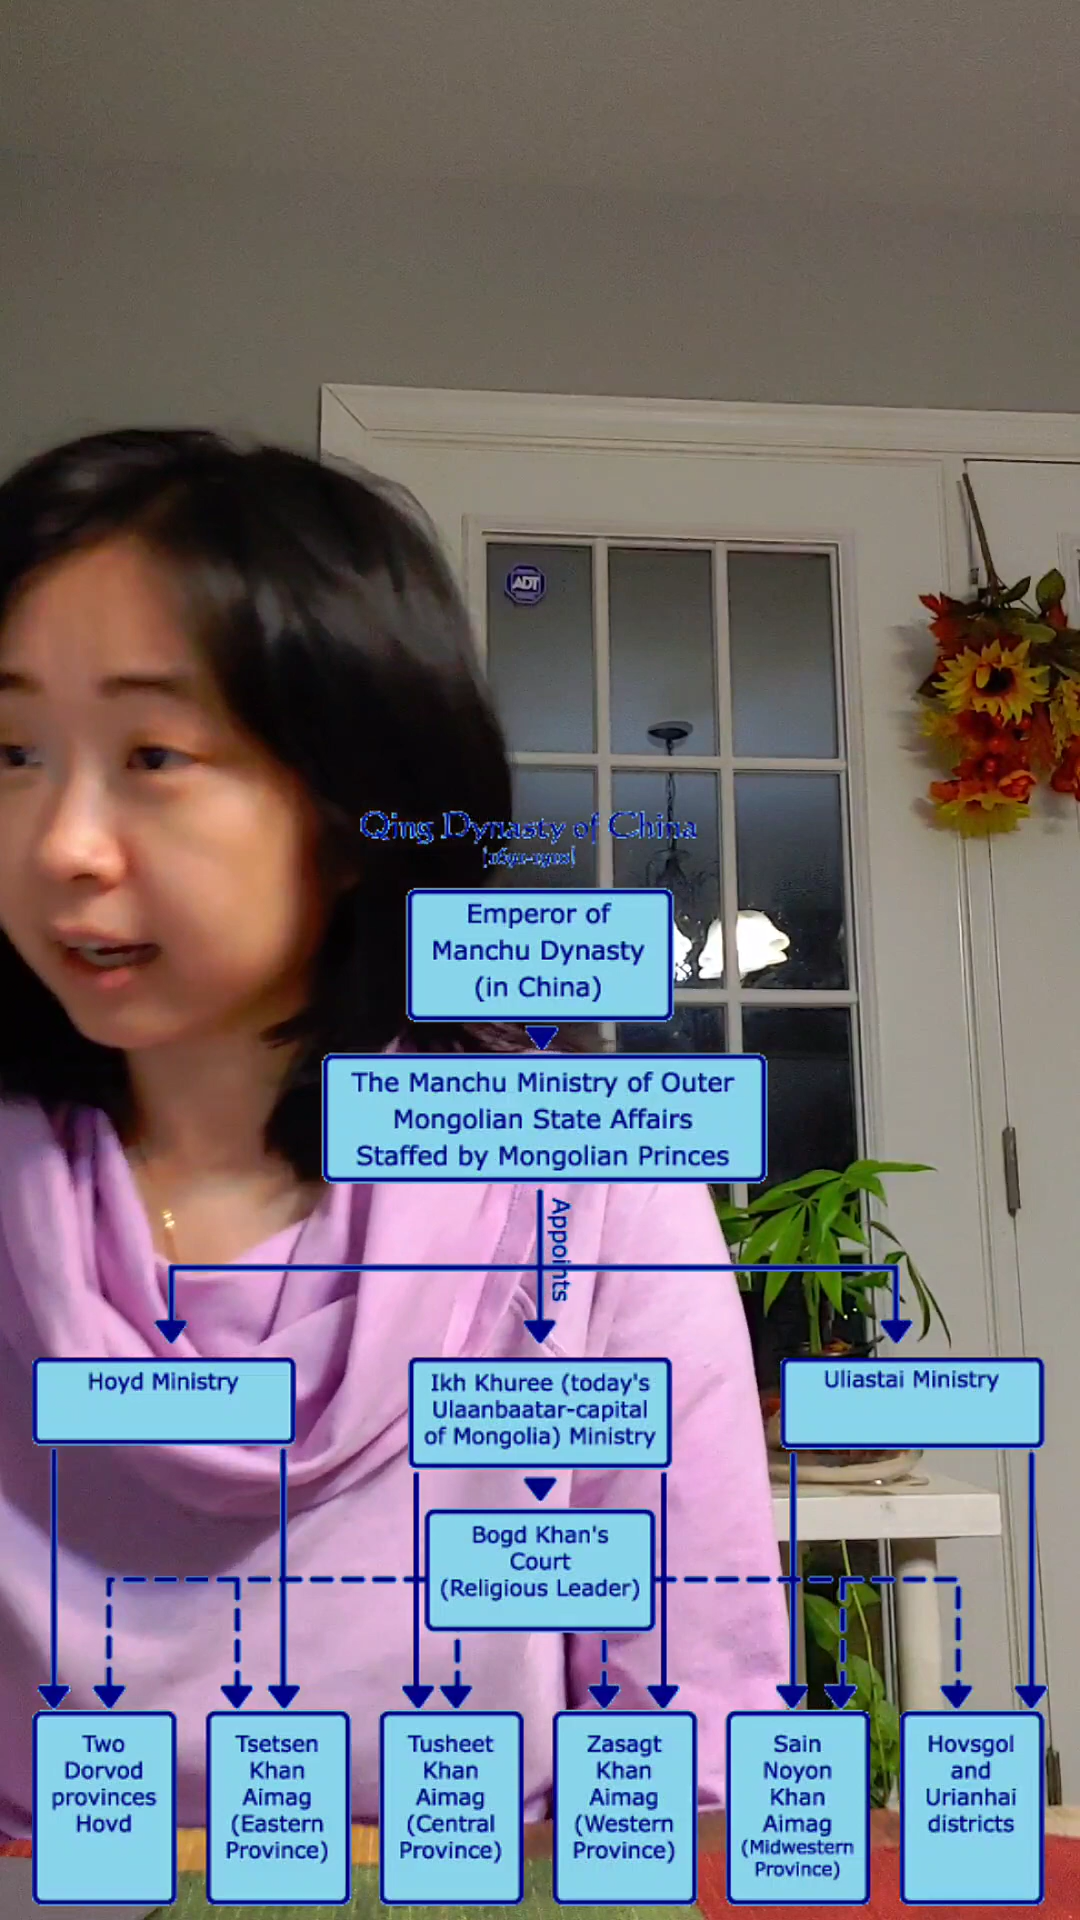 ADT
Qing Dynasty of China
Emperor of
Manchu Dynasty
(in China)
The Manchu Ministry of Outer
Mongolian State Affairs
Staffed by Mongolian Princes
Appoints
Hoyd Ministry
Ikh Khuree (today's
Ulaanbaatar-capital
of Mongolia) Ministry
Uliastai Ministry
Bogd Khan's
Court
(Religious Leader)
Two
Dorvod
provinces
Hovd
Tsetsen
Khan
Aimag
(Eastern
Province)
Tusheet
Khan
Aimag
(Central
Province)
Zasagt
Khan
Aimag
(Western
Province)
Sain
Noyon
Khan
Aimag
(Midwestern
Province)
Hovsgol
and
Urianhai
districts